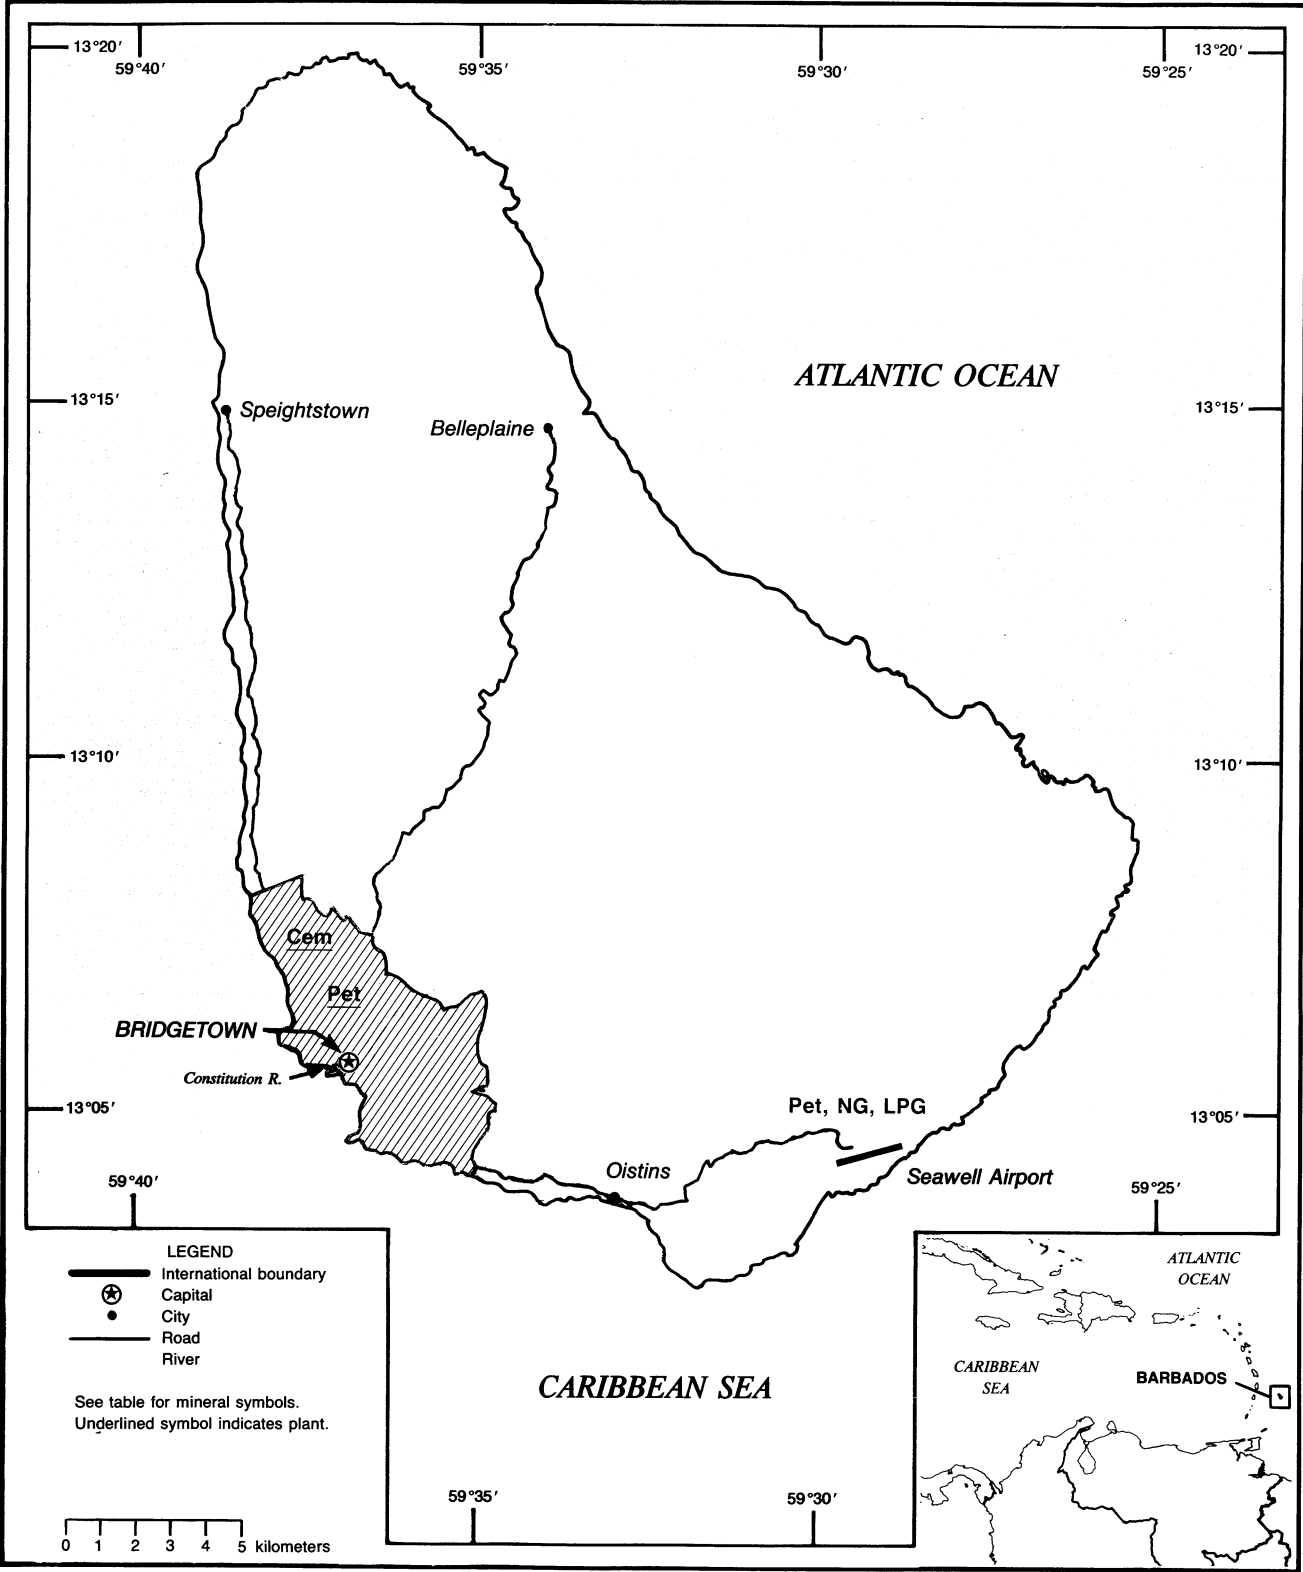 13°20′
59°40′
59°35′
59°30′
59°25′
13°20′
ATLANTIC OCEAN
13°15′
Speightstown
Belleplaine
13°15′
13°10′
13°10′
Cem
Pet
BRIDGETOWN
Constitution R.
13°05′
Pet, NG, LPG
13°05′
Oistins
Seawell Airport
59°40′
59°25′
LEGEND
International boundary
Capital
City
Road
River
See table for mineral symbols.
Underlined symbol indicates plant.
0 1 2 3 4 5 kilometers
CARIBBEAN SEA
59°35′
59°30′
ATLANTIC
OCEAN
CARIBBEAN
SEA
BARBADOS